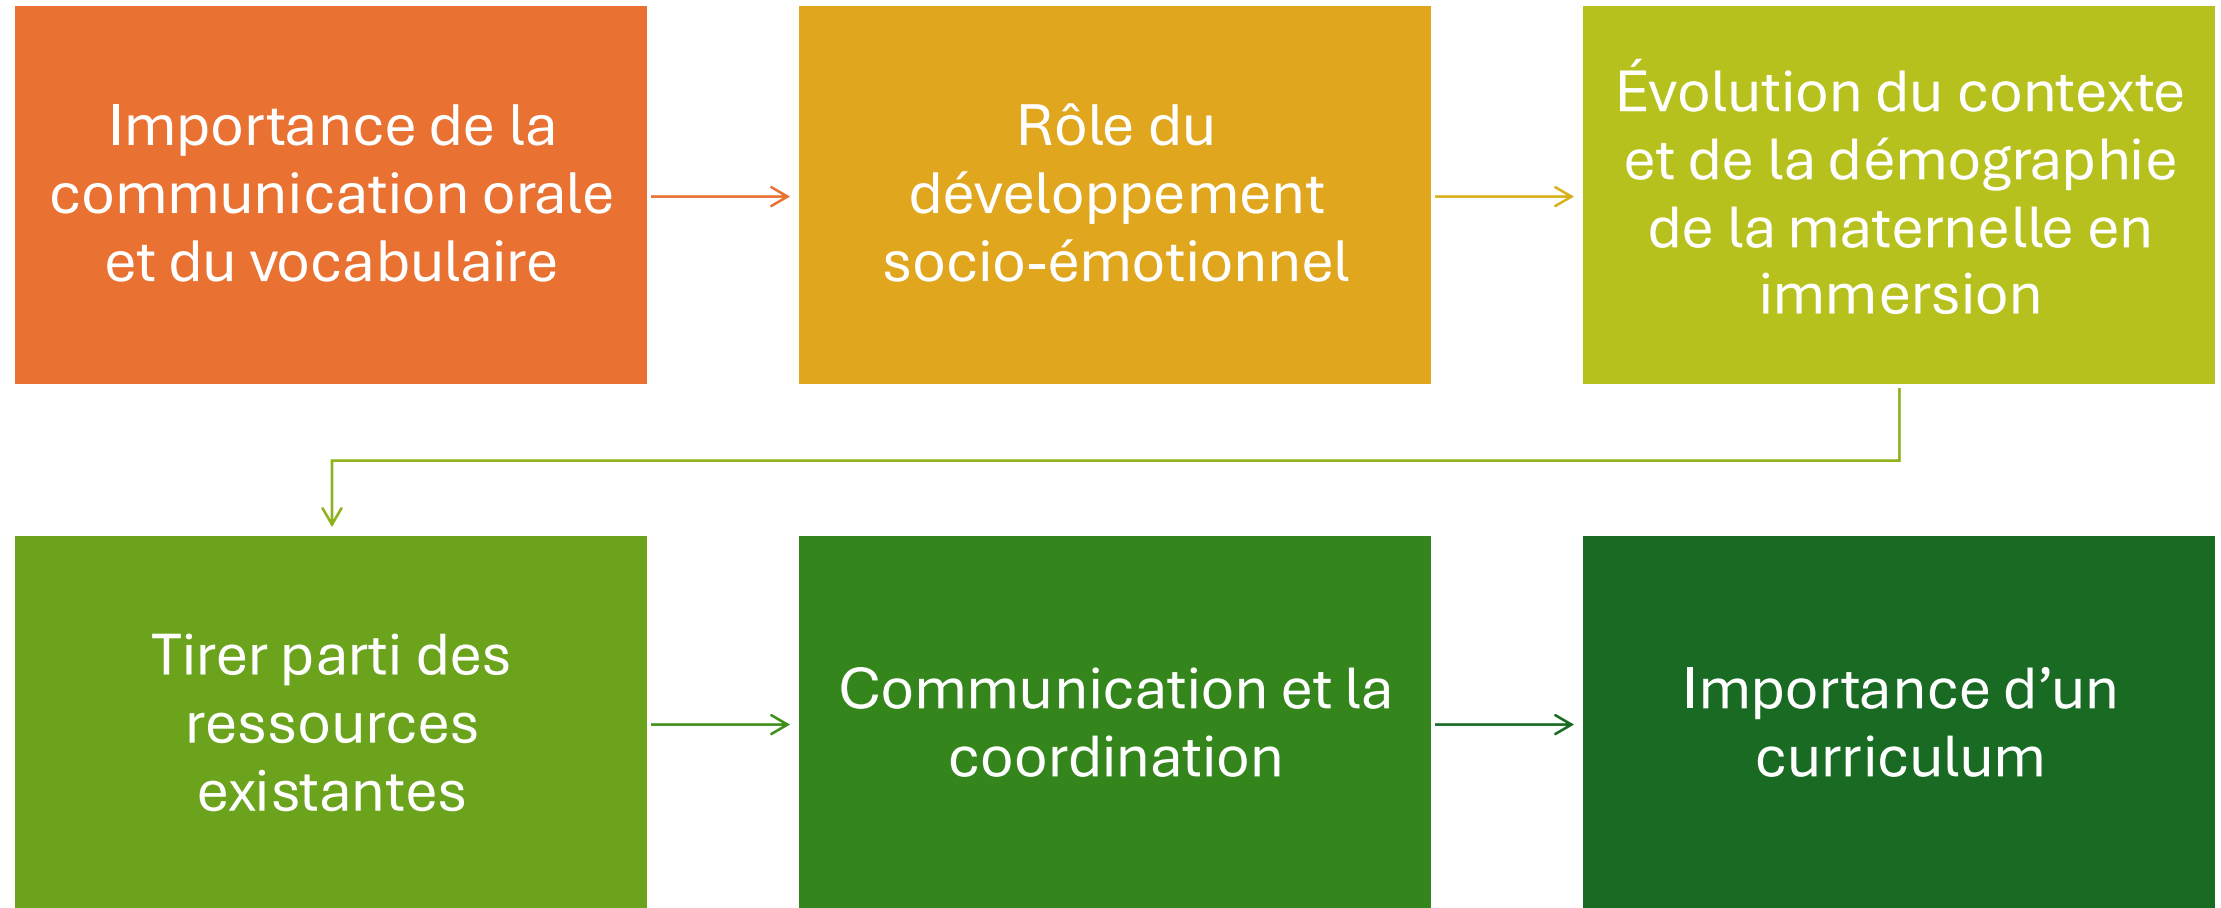 Importance de la
communication orale
et du vocabulaire
Rôle du
développement
socio-émotionnel
Évolution du contexte
et de la démographie
de la maternelle en
immersion
Tirer parti des
ressources
existantes
Communication et la
coordination
Importance d’un
curriculum